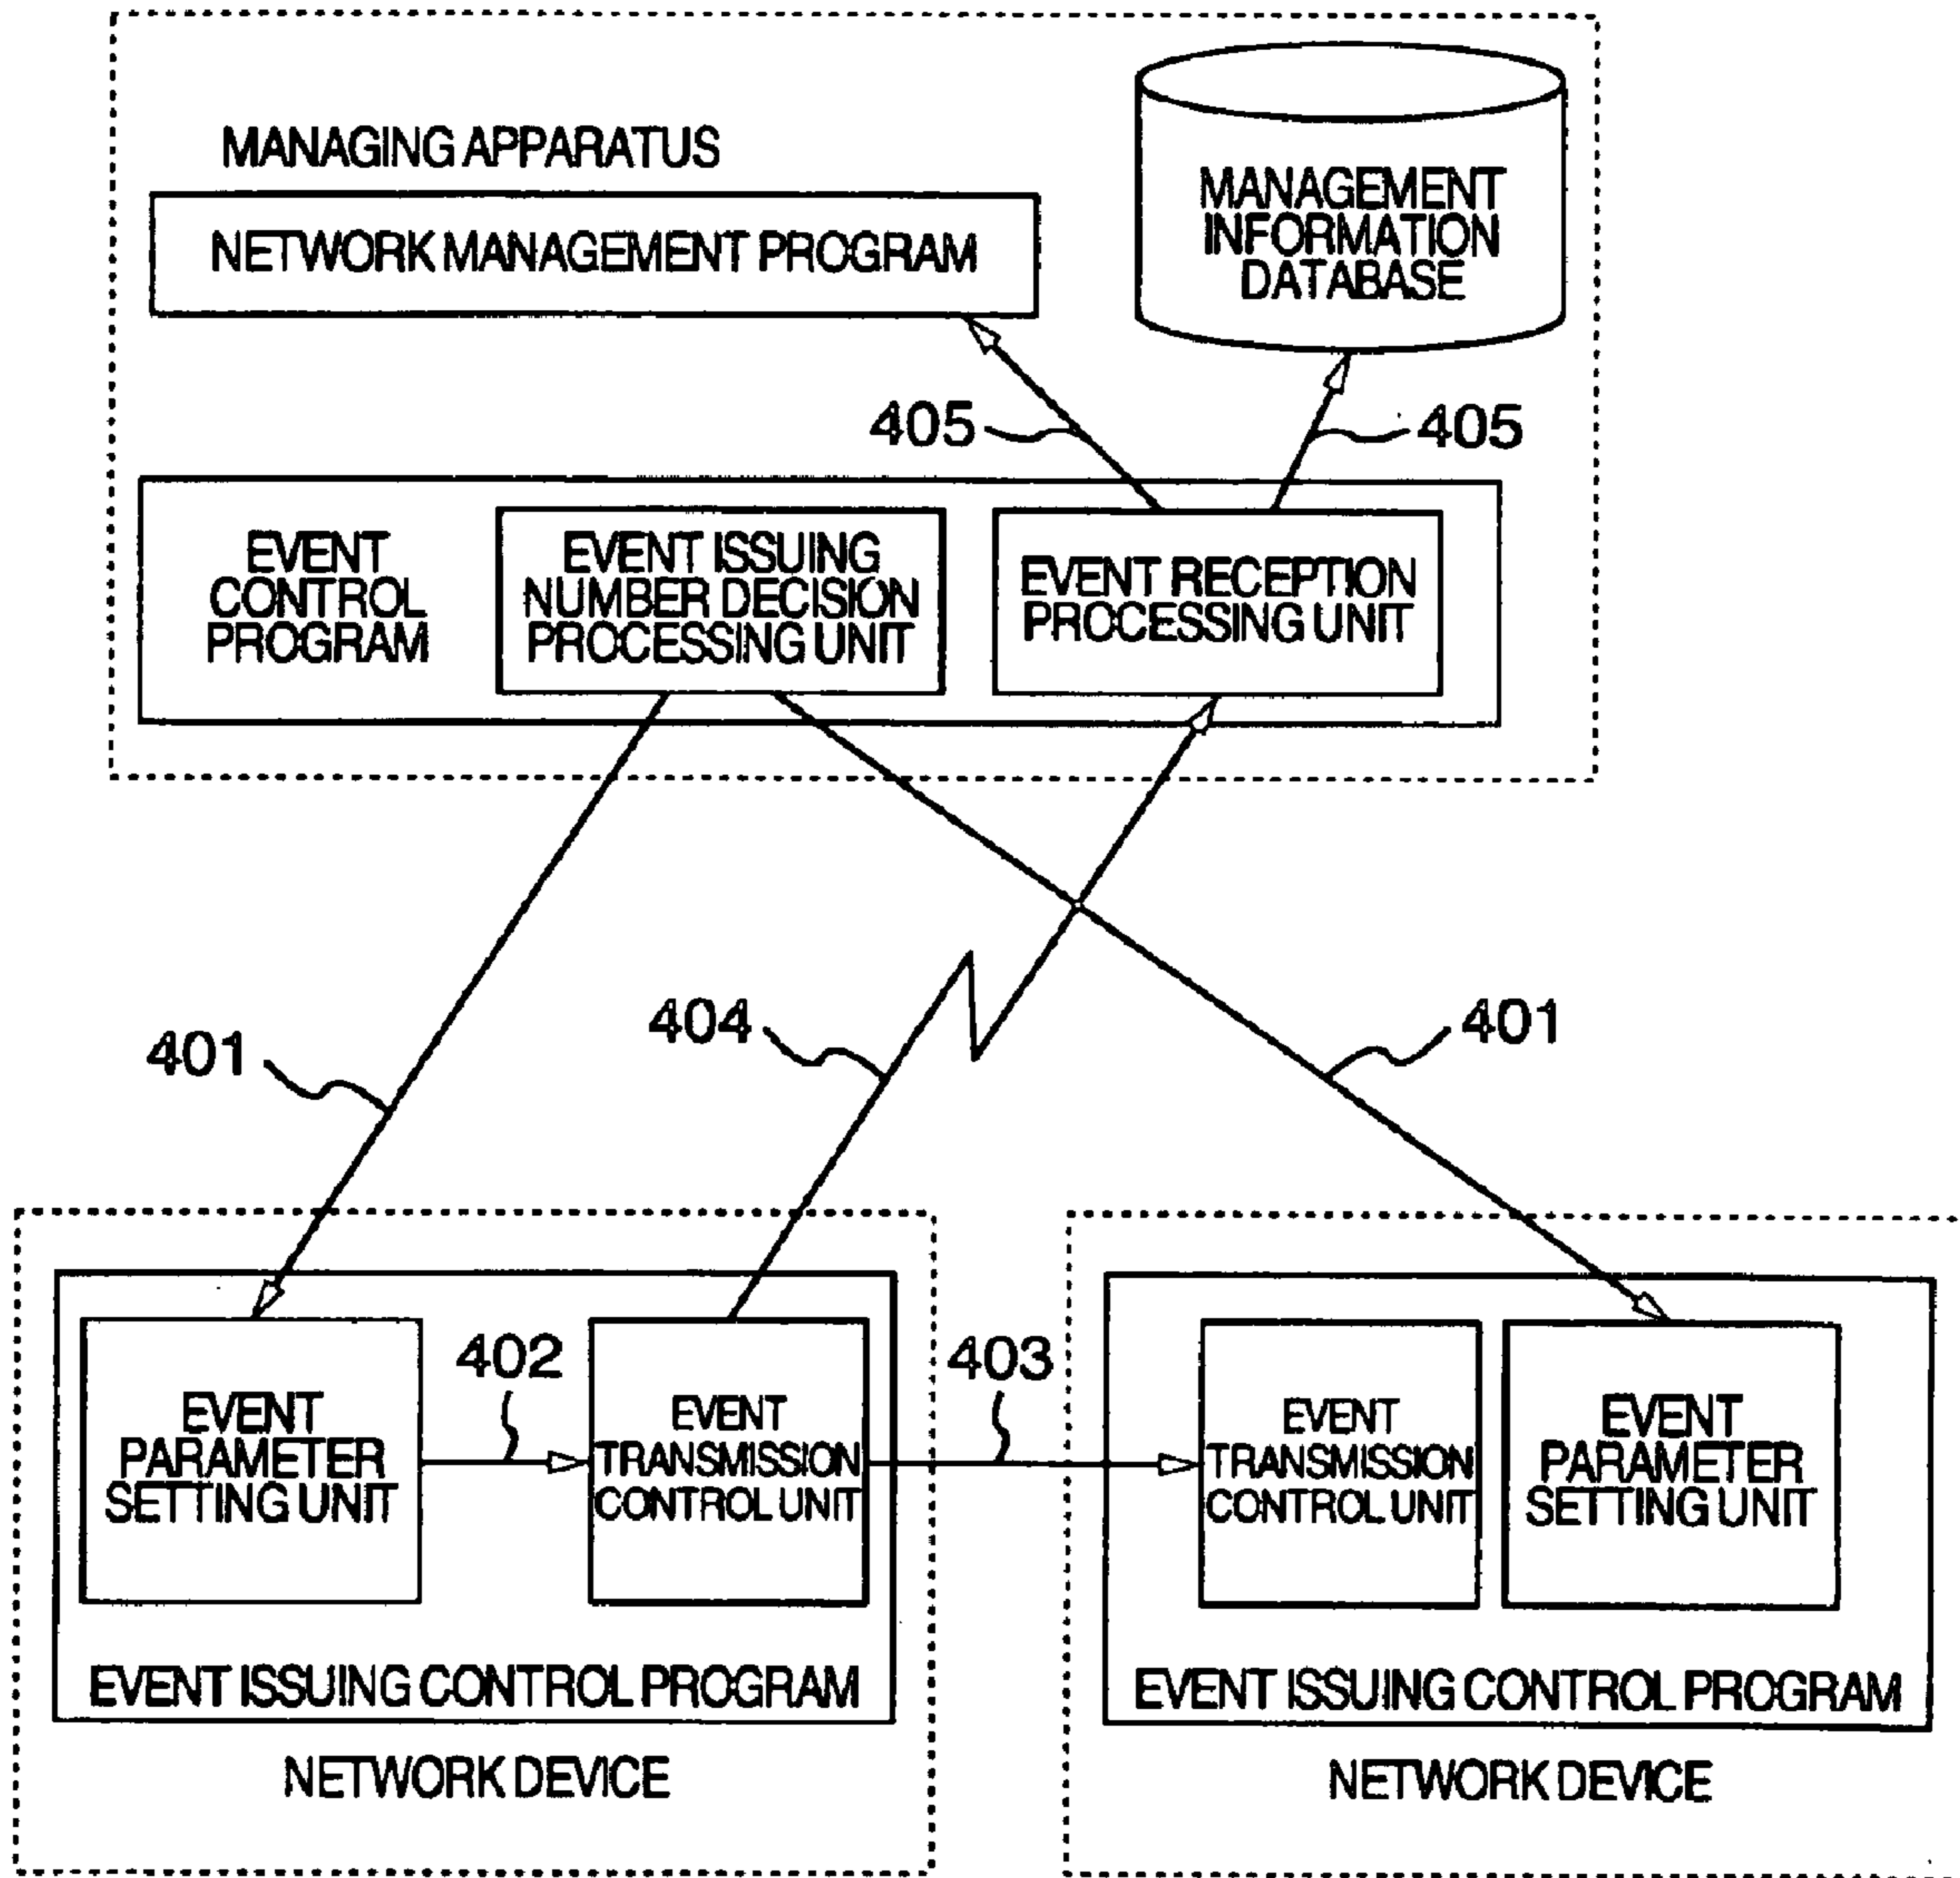 MANAGING APPARATUS
NETWORK MANAGEMENT PROGRAM
MANAGEMENT
INFORMATION
DATABASE
405
405
EVENT
CONTROL
PROGRAM
EVENT ISSUING
NUMBER DECISION
PROCESSING UNIT
EVENT RECEPTION
PROCESSING UNIT
401
404
401
402
403
EVENT
PARAMETER
SETTING UNIT
EVENT
TRANSMISSION
CONTROL UNIT
EVENT
TRANSMISSION
CONTROL UNIT
EVENT
PARAMETER
SETTING UNIT
EVENT ISSUING CONTROL PROGRAM
EVENT ISSUING CONTROL PROGRAM
NETWORK DEVICE
NETWORK DEVICE